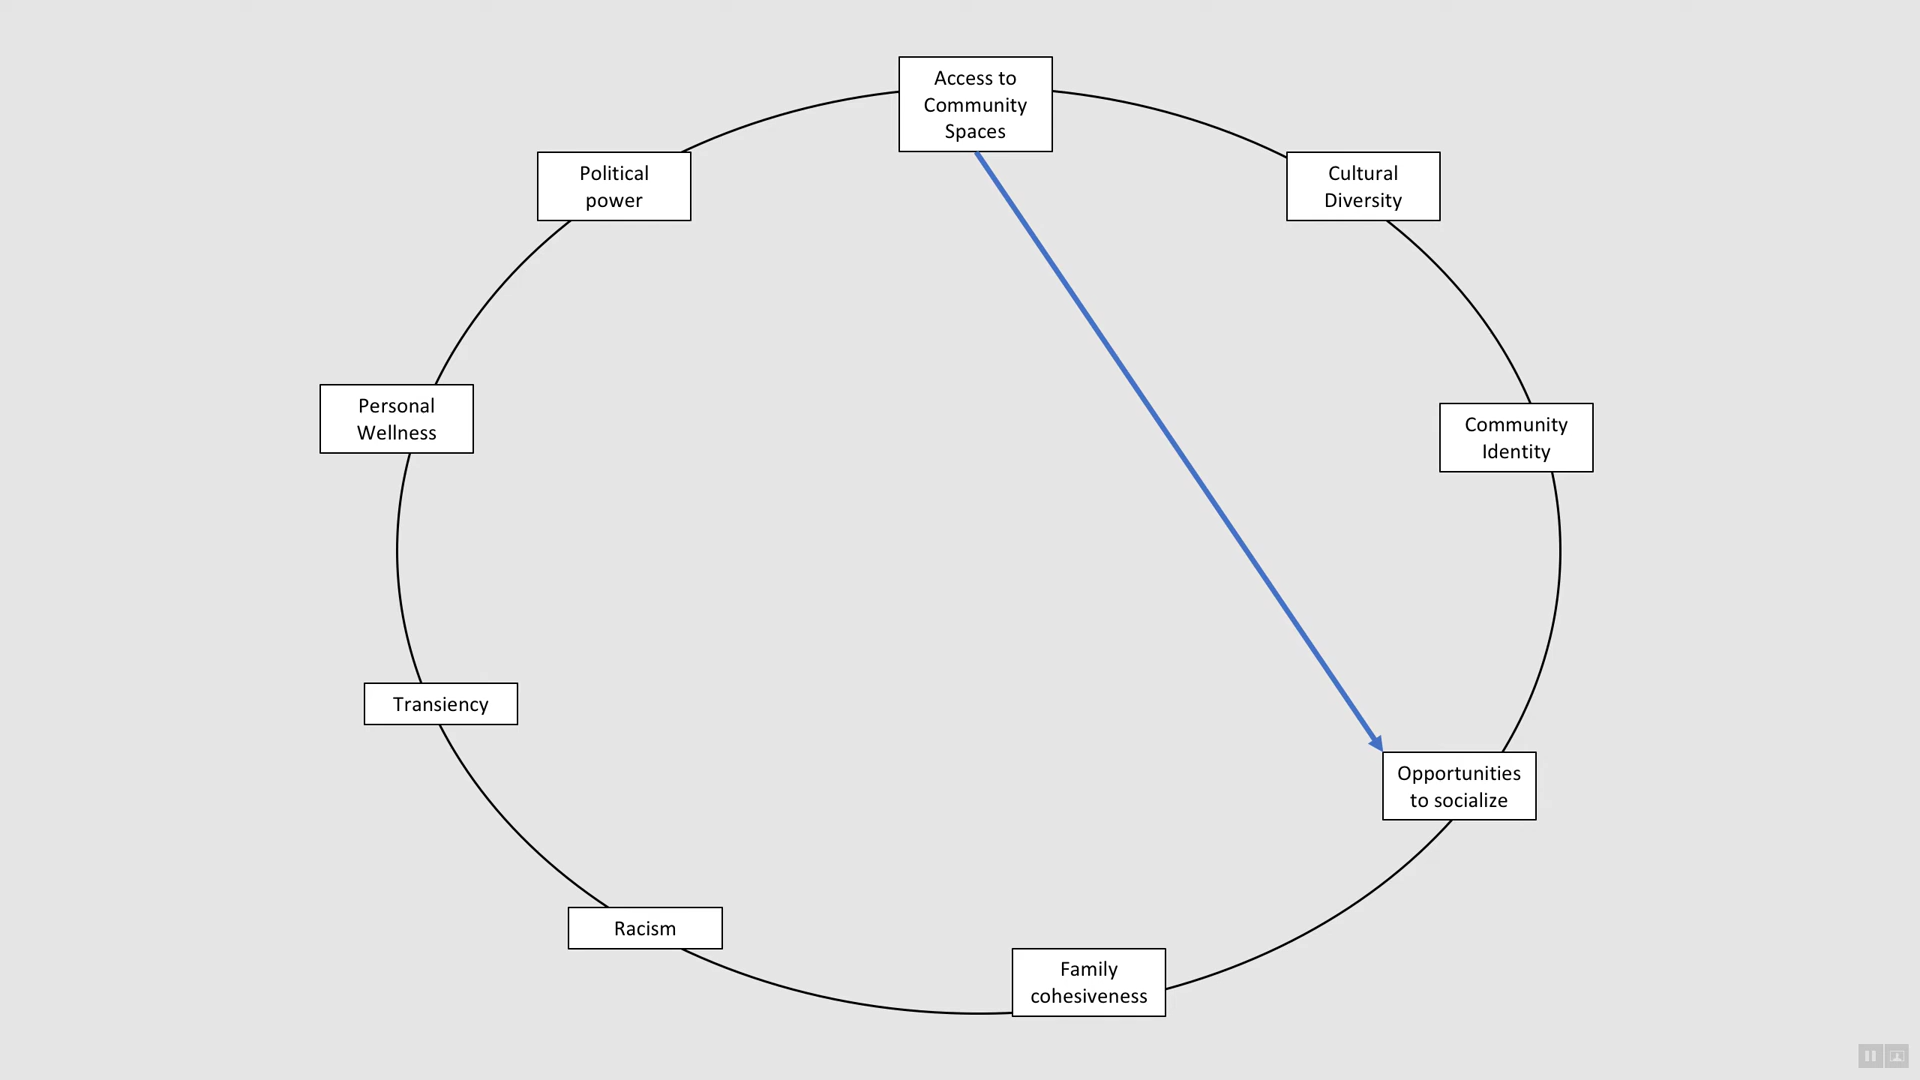 Access to
Community
Spaces
Political
power
Cultural
Diversity
Personal
Wellness
Community
Identity
Transiency
Opportunities
to socialize
Racism
Family
cohesiveness